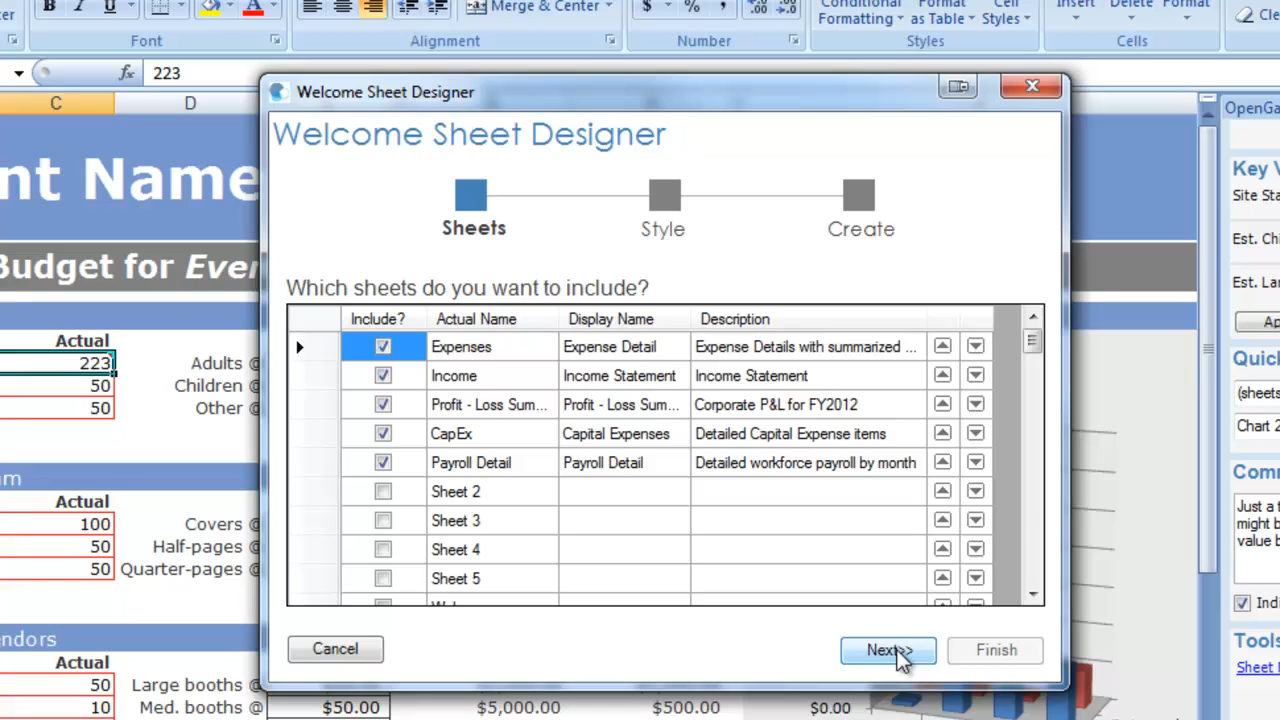 B I U
Merge & Center
$ % ,
Conditional Formatting
Format as Table
Cell Styles
Insert Delete Format
Font Alignment Number Styles Cells
fx 223
C D
OpenGa
Welcome Sheet Designer
Welcome Sheet Designer
Sheets Style Create
Which sheets do you want to include?
Include? Actual Name Display Name Description
Expenses Expense Detail Expense Details with summarized ...
Income Income Statement Income Statement
Profit - Loss Sum... Profit - Loss Sum... Corporate P&L for FY2012
CapEx Capital Expenses Detailed Capital Expense items
Payroll Detail Payroll Detail Detailed workforce payroll by month
Sheet 2
Sheet 3
Sheet 4
Sheet 5
Cancel Next>> Finish
nt Name
Budget for Even
Actual
223 Adults @
50 Children @
50 Other @
am
Actual
100 Covers @
50 Half-pages @
50 Quarter-pages @
endors
Actual
50 Large booths @
10 Med. booths @ $50.00 $5,000.00 $500.00 $0.00
Key V
Site Sta
Est. Chi
Est. Lar
Ap
Quick
(sheets
Chart 2
Comm
Just a t
might b
value b
Indi
Tools
Sheet I